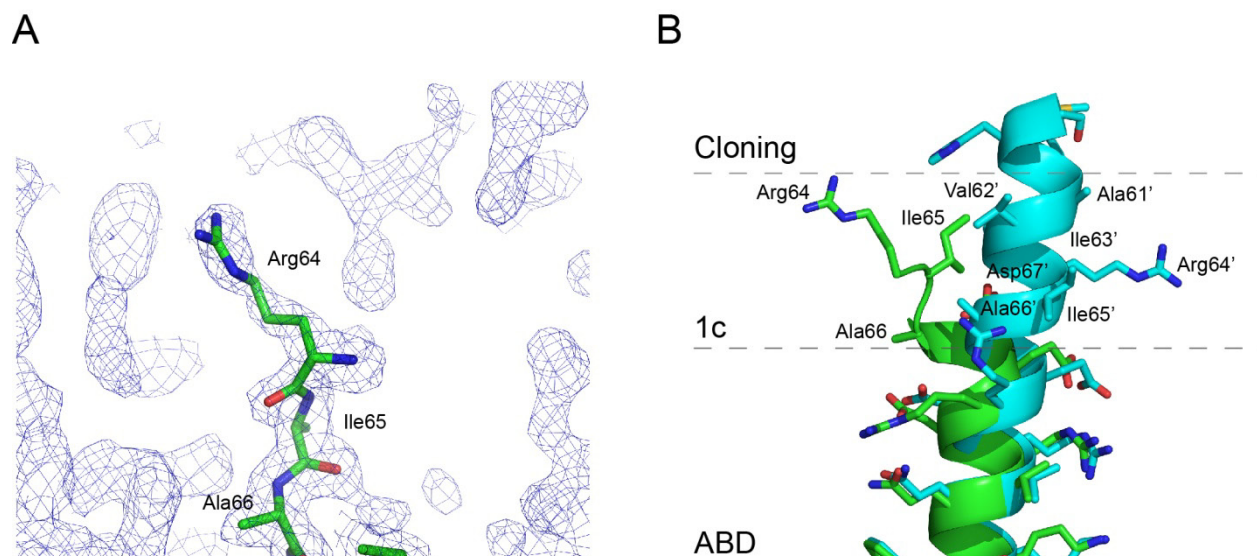 A
Arg64
Ile65
Ala66
B
Cloning
Arg64
Val62’
Ala61’
Ile65
Ile63’
Asp67’
Arg64’
1c
Ala66’
Ile65’
Ala66
ABD